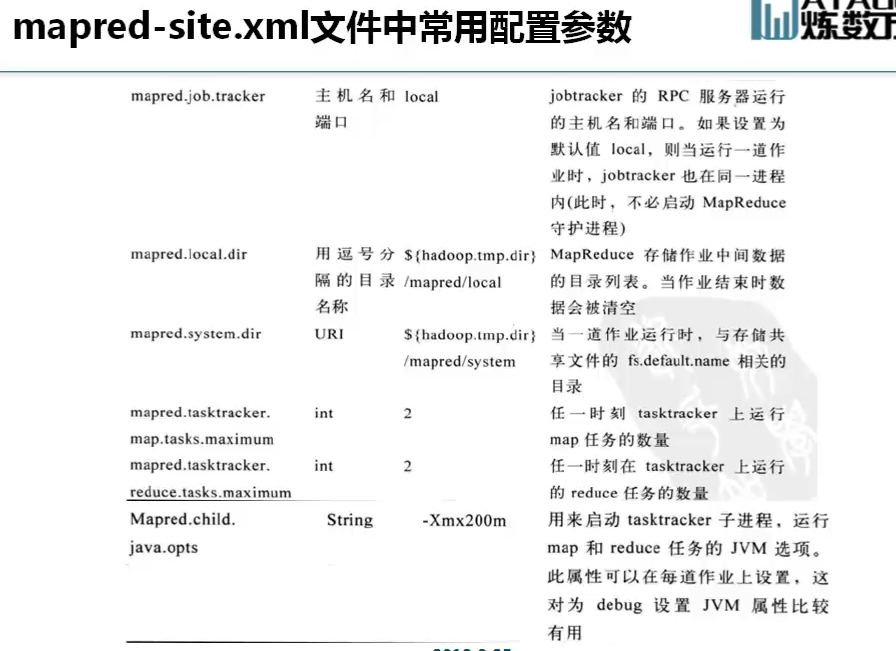 mapred-site.xml文件中常用配置参数
炼数
mapred.job.tracker 主机名和 local jobtracker 的 RPC 服务器运行
端口 的主机名和端口。如果设置为
默认值 local，则当运行一道作
业时，jobtracker 也在同一进程
内(此时，不必启动 MapReduce
守护进程)
mapred.local.dir 用逗号分 ${hadoop.tmp.dir} MapReduce 存储作业中间数据
隔的目录 /mapred/local 的目录列表。当作业结束时数
名称 据会被清空
mapred.system.dir URI ${hadoop.tmp.dir} 当一道作业运行时，与存储共
/mapred/system 享文件的 fs.default.name 相关的
目录
mapred.tasktracker. int 2 任一时刻 tasktracker 上运行
map.tasks.maximum map 任务的数量
mapred.tasktracker. int 2 任一时刻在 tasktracker 上运行
reduce.tasks.maximum 的 reduce 任务的数量
Mapred.child. String -Xmx200m 用来启动 tasktracker 子进程，运行
java.opts map 和 reduce 任务的 JVM 选项。
此属性可以在每道作业上设置，这
对为 debug 设置 JVM 属性比较
有用